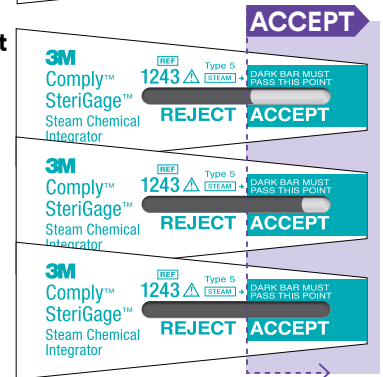 ACCEPT
t
3M
Comply™
SteriGage™
Steam Chemical
Integrator
REF
1243
Type 5
STEAM
DARK BAR MUST
PASS THIS POINT
REJECT
ACCEPT
3M
Comply™
SteriGage™
Steam Chemical
Integrator
REF
1243
Type 5
STEAM
DARK BAR MUST
PASS THIS POINT
REJECT
ACCEPT
3M
Comply™
SteriGage™
Steam Chemical
Integrator
REF
1243
Type 5
STEAM
DARK BAR MUST
PASS THIS POINT
REJECT
ACCEPT